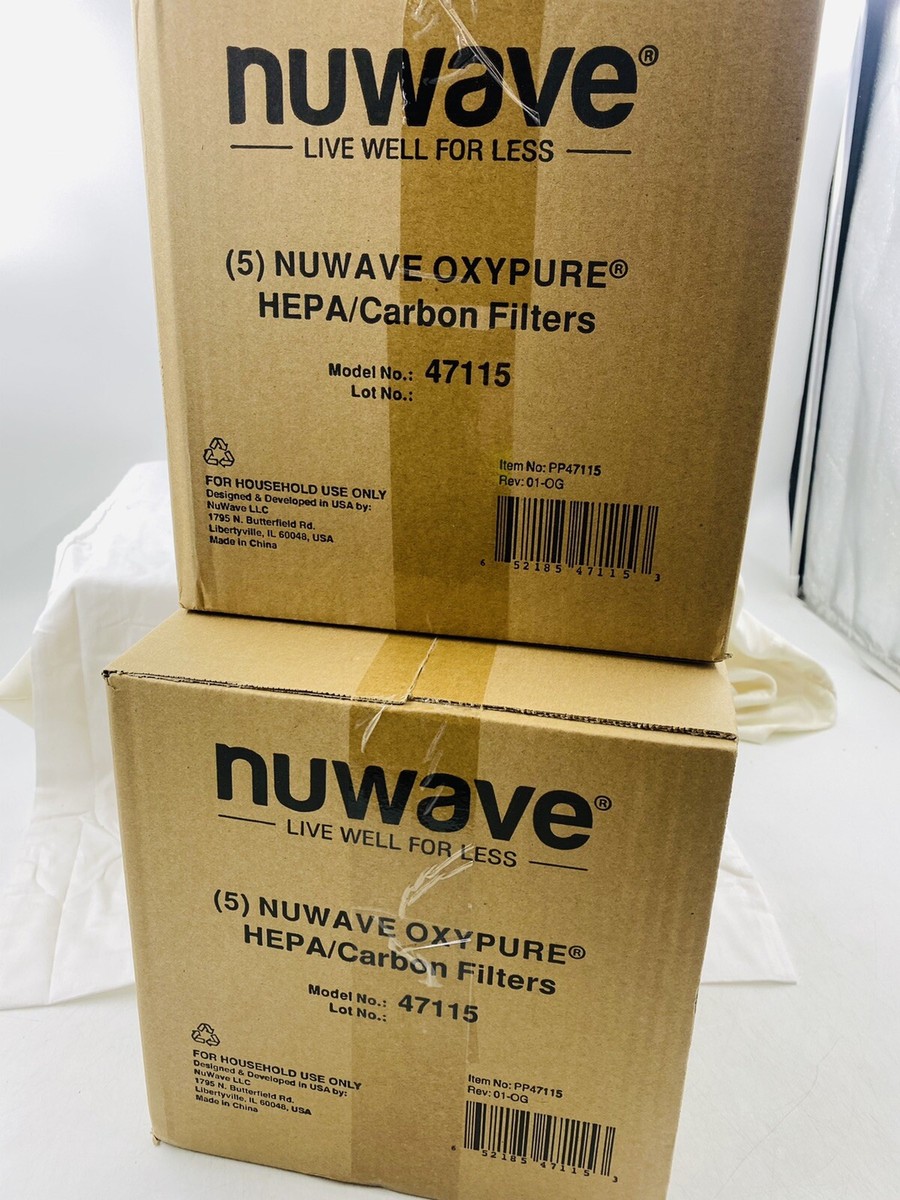 nuwave®
LIVE WELL FOR LESS
(5) NUWAVE OXYPURE®
HEPA/Carbon Filters
Model No.: 47115
Lot No.:
FOR HOUSEHOLD USE ONLY
Designed & Developed in USA by:
NuWave LLC
1795 N. Butterfield Rd.
Libertyville, IL 60048, USA
Made in China
Item No: PP47115
Rev: 01-OG
6 52185 47115 3
nuwave®
LIVE WELL FOR LESS
(5) NUWAVE OXYPURE®
HEPA/Carbon Filters
Model No.: 47115
Lot No.:
FOR HOUSEHOLD USE ONLY
Designed & Developed in USA by:
NuWave LLC
1795 N. Butterfield Rd.
Libertyville, IL 60048, USA
Made in China
Item No: PP47115
Rev: 01-OG
6 52185 47115 3